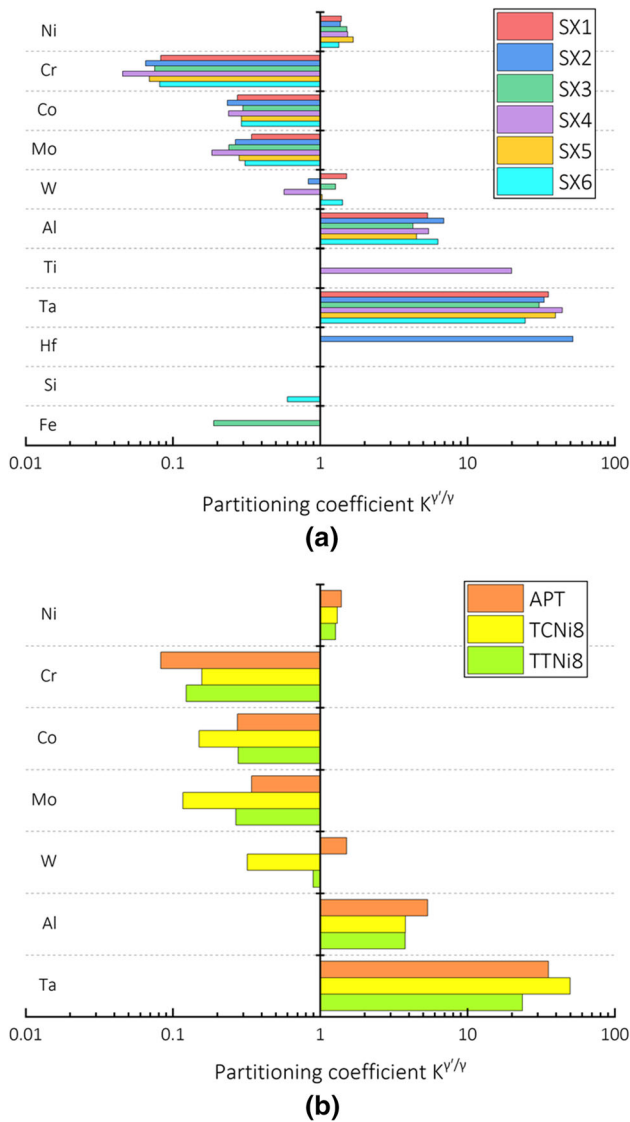 Ni
Cr
Co
Mo
W
Al
Ti
Ta
Hf
Si
Fe
SX1
SX2
SX3
SX4
SX5
SX6
0.01 0.1 1 10 100
Partitioning coefficient K^γ'/γ
(a)
Ni
Cr
Co
Mo
W
Al
Ta
APT
TCNi8
TTNi8
0.01 0.1 1 10 100
Partitioning coefficient K^γ'/γ
(b)